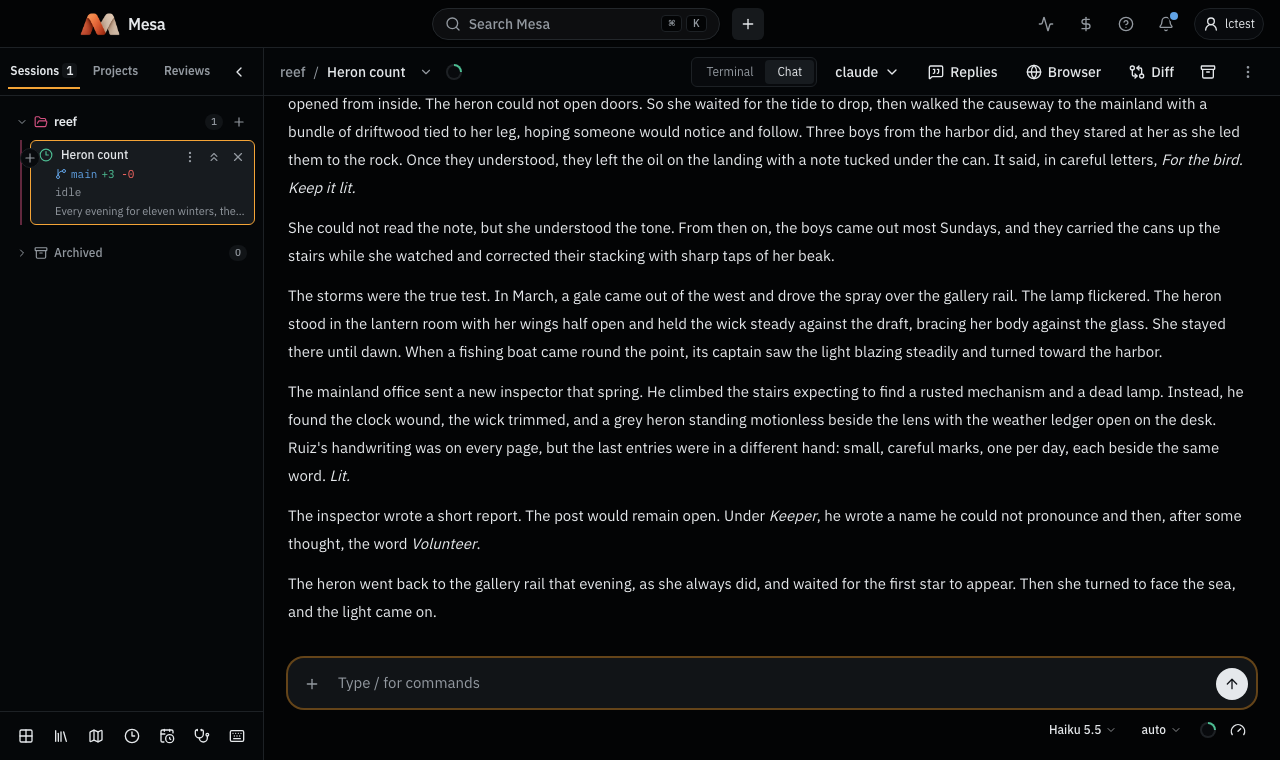 Mesa
Search Mesa
⌘ K
lctest
Sessions 1
Projects
Reviews
reef / Heron count
Terminal
Chat
claude
Replies
Browser
Diff
reef
1
Heron count
main +3 -0
idle
Every evening for eleven winters, the...
Archived
0
opened from inside. The heron could not open doors. So she waited for the tide to drop, then walked the causeway to the mainland with a
bundle of driftwood tied to her leg, hoping someone would notice and follow. Three boys from the harbor did, and they stared at her as she led
them to the rock. Once they understood, they left the oil on the landing with a note tucked under the can. It said, in careful letters, For the bird.
Keep it lit.
She could not read the note, but she understood the tone. From then on, the boys came out most Sundays, and they carried the cans up the
stairs while she watched and corrected their stacking with sharp taps of her beak.
The storms were the true test. In March, a gale came out of the west and drove the spray over the gallery rail. The lamp flickered. The heron
stood in the lantern room with her wings half open and held the wick steady against the draft, bracing her body against the glass. She stayed
there until dawn. When a fishing boat came round the point, its captain saw the light blazing steadily and turned toward the harbor.
The mainland office sent a new inspector that spring. He climbed the stairs expecting to find a rusted mechanism and a dead lamp. Instead, he
found the clock wound, the wick trimmed, and a grey heron standing motionless beside the lens with the weather ledger open on the desk.
Ruiz's handwriting was on every page, but the last entries were in a different hand: small, careful marks, one per day, each beside the same
word. Lit.
The inspector wrote a short report. The post would remain open. Under Keeper, he wrote a name he could not pronounce and then, after some
thought, the word Volunteer.
The heron went back to the gallery rail that evening, as she always did, and waited for the first star to appear. Then she turned to face the sea,
and the light came on.
Type / for commands
Haiku 5.5
auto